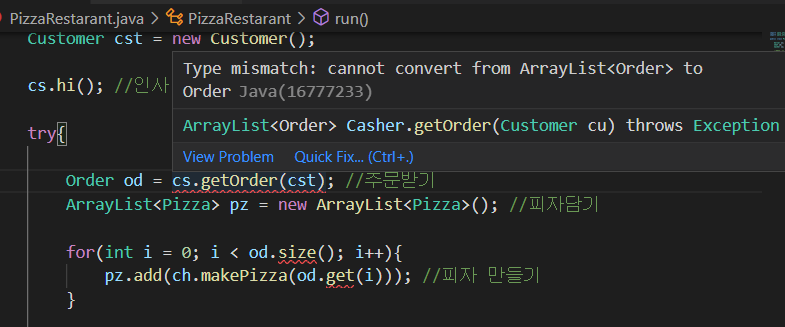 PizzaRestarant.java > PizzaRestarant > run()
Customer cst = new Customer();
Type mismatch: cannot convert from ArrayList<Order> to
Order Java(16777233)
cs.hi(); //인사
ArrayList<Order> Casher.getOrder(Customer cu) throws Exception
try{
View Problem Quick Fix... (Ctrl+.)
Order od = cs.getOrder(cst); //주문받기
ArrayList<Pizza> pz = new ArrayList<Pizza>(); //피자담기
for(int i = 0; i < od.size(); i++){
pz.add(ch.makePizza(od.get(i))); //피자 만들기
}